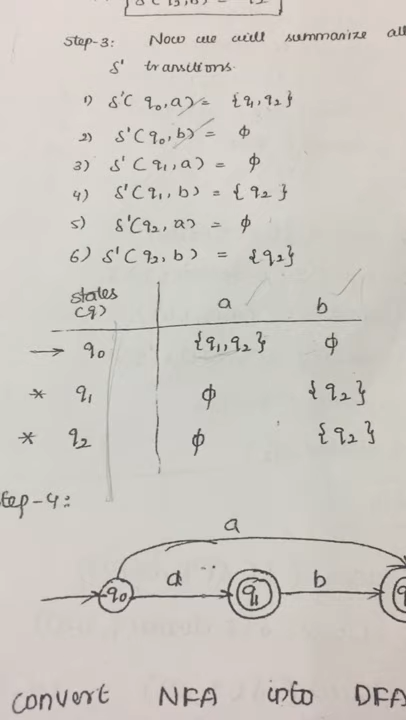 Step-3: Now we will summarize all
δ' transitions.
1) δ'(q0,a) = {q1,q2}
2) δ'(q0,b) = ϕ
3) δ'(q1,a) = ϕ
4) δ'(q1,b) = {q2}
5) δ'(q2,a) = ϕ
6) δ'(q2,b) = {q2}
states
(q) a b
→ q0 {q1,q2} ϕ
* q1 ϕ {q2}
* q2 ϕ {q2}
tep-4:
a
q0 a q1 b
convert NFA into DFA